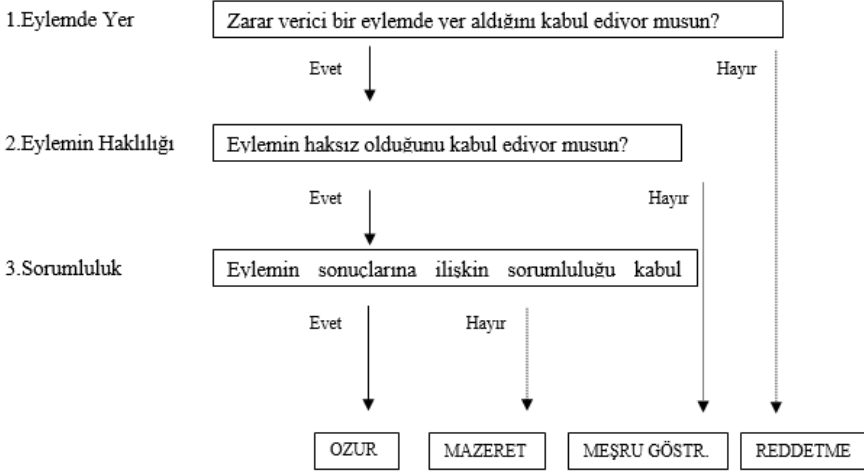 1.Eylemde Yer
Zarar verici bir eylemde yer aldığını kabul ediyor musun?
Evet
Hayır
2.Eylemin Haklılığı
Eylemin haksız olduğunu kabul ediyor musun?
Evet
Hayır
3.Sorumluluk
Eylemin sonuçlarına ilişkin sorumluluğu kabul
Evet
Hayır
OZUR
MAZERET
MEŞRU GÖSTR.
REDDETME